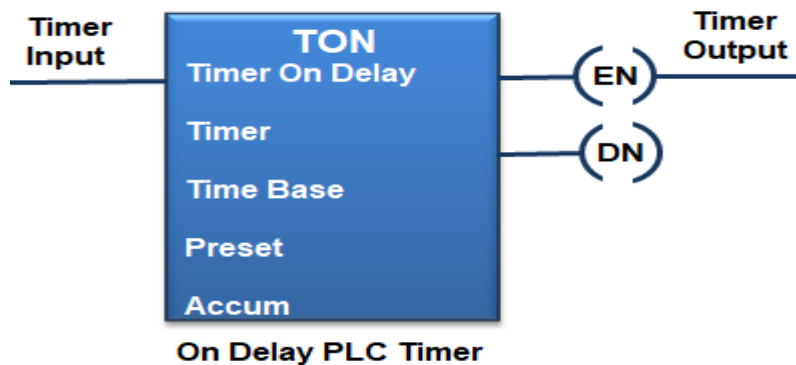 Timer
Input
TON
Timer On Delay
Timer
Time Base
Preset
Accum
EN
DN
Timer
Output
On Delay PLC Timer